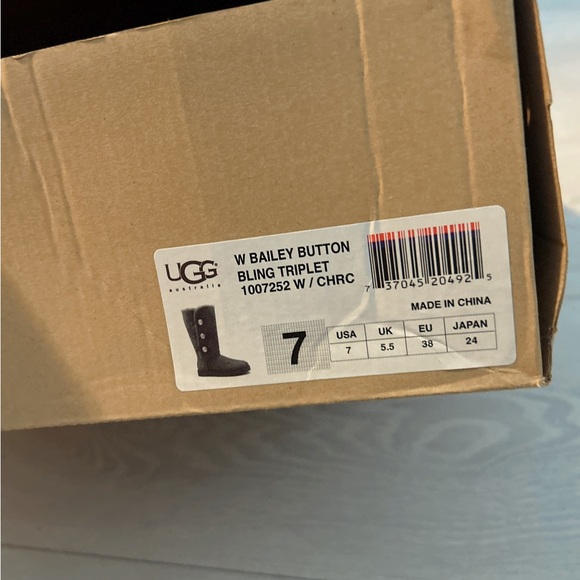 UGG
australia
W BAILEY BUTTON
BLING TRIPLET
1007252 W / CHRC
7 37045 20492 5
MADE IN CHINA
7
USA UK EU JAPAN
7 5.5 38 24